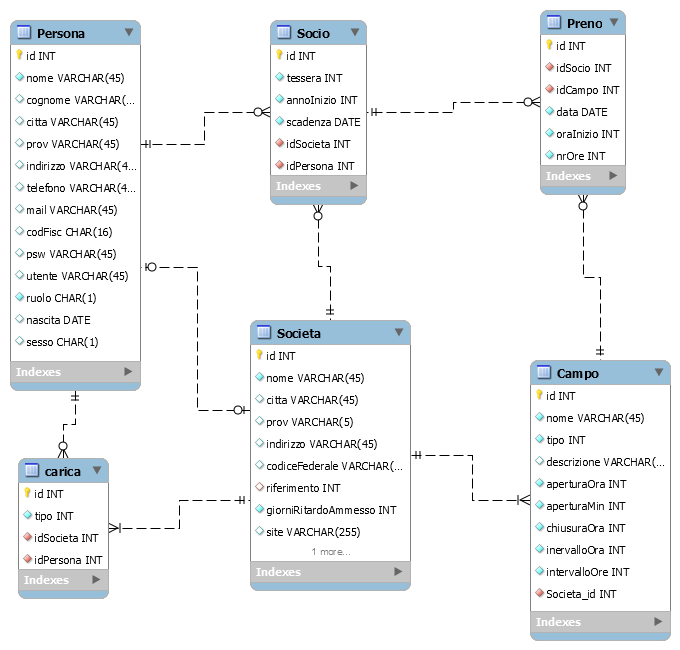 Persona
id INT
nome VARCHAR(45)
cognome VARCHAR(...
citta VARCHAR(45)
prov VARCHAR(45)
indirizzo VARCHAR(4...
telefono VARCHAR(4...
mail VARCHAR(45)
codFisc CHAR(16)
psw VARCHAR(45)
utente VARCHAR(45)
ruolo CHAR(1)
nascita DATE
sesso CHAR(1)
Indexes
Socio
id INT
tessera INT
annoInizio INT
scadenza DATE
idSocieta INT
idPersona INT
Indexes
Preno
id INT
idSocio INT
idCampo INT
data DATE
oraInizio INT
nrOre INT
Indexes
Societa
id INT
nome VARCHAR(45)
citta VARCHAR(45)
prov VARCHAR(5)
indirizzo VARCHAR(45)
codiceFederale VARCHAR(...
riferimento INT
giorniRitardoAmmesso INT
site VARCHAR(255)
1 more...
Indexes
Campo
id INT
nome VARCHAR(45)
tipo INT
descrizione VARCHAR(...
aperturaOra INT
aperturaMin INT
chiusuraOra INT
inervalloOra INT
intervalloOre INT
Societa_id INT
Indexes
carica
id INT
tipo INT
idSocieta INT
idPersona INT
Indexes